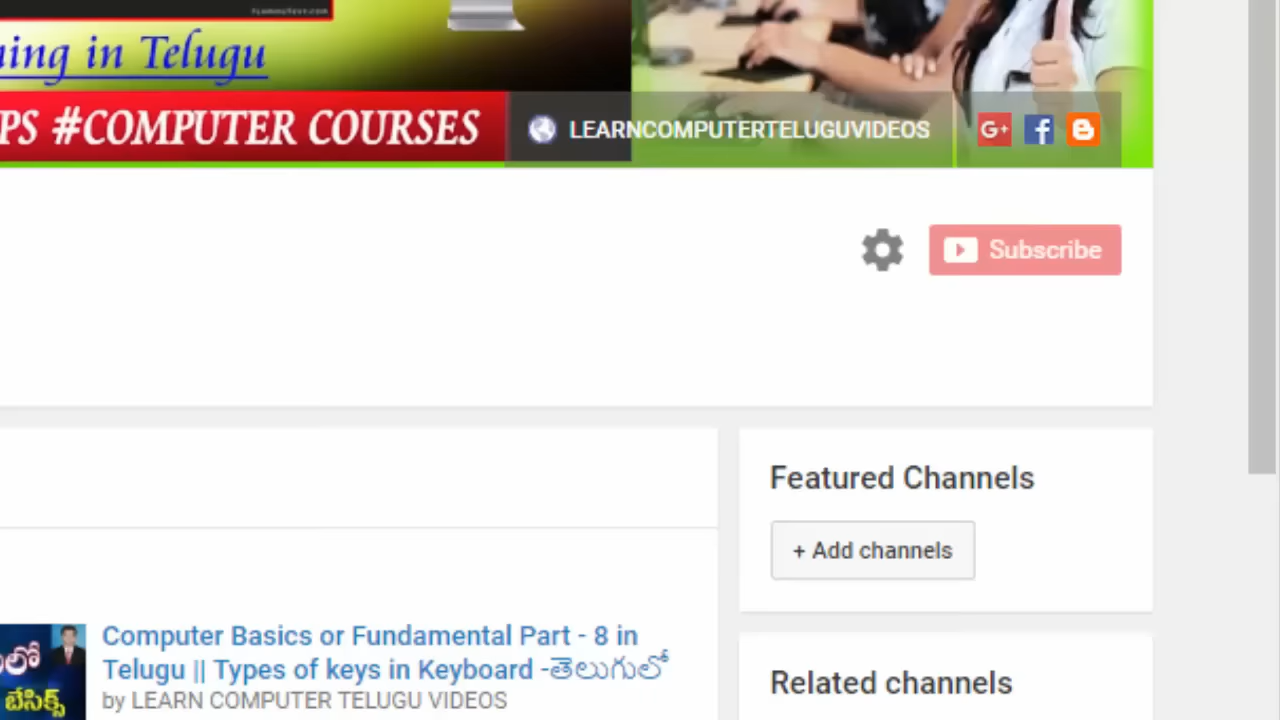 ning in Telugu
PS #COMPUTER COURSES
LEARNCOMPUTERTELUGUVIDEOS
G+ f B
Subscribe
Featured Channels
+ Add channels
Computer Basics or Fundamental Part - 8 in
Telugu || Types of keys in Keyboard -తెలుగులో
by LEARN COMPUTER TELUGU VIDEOS
లో
బేసిక్స్
Related channels